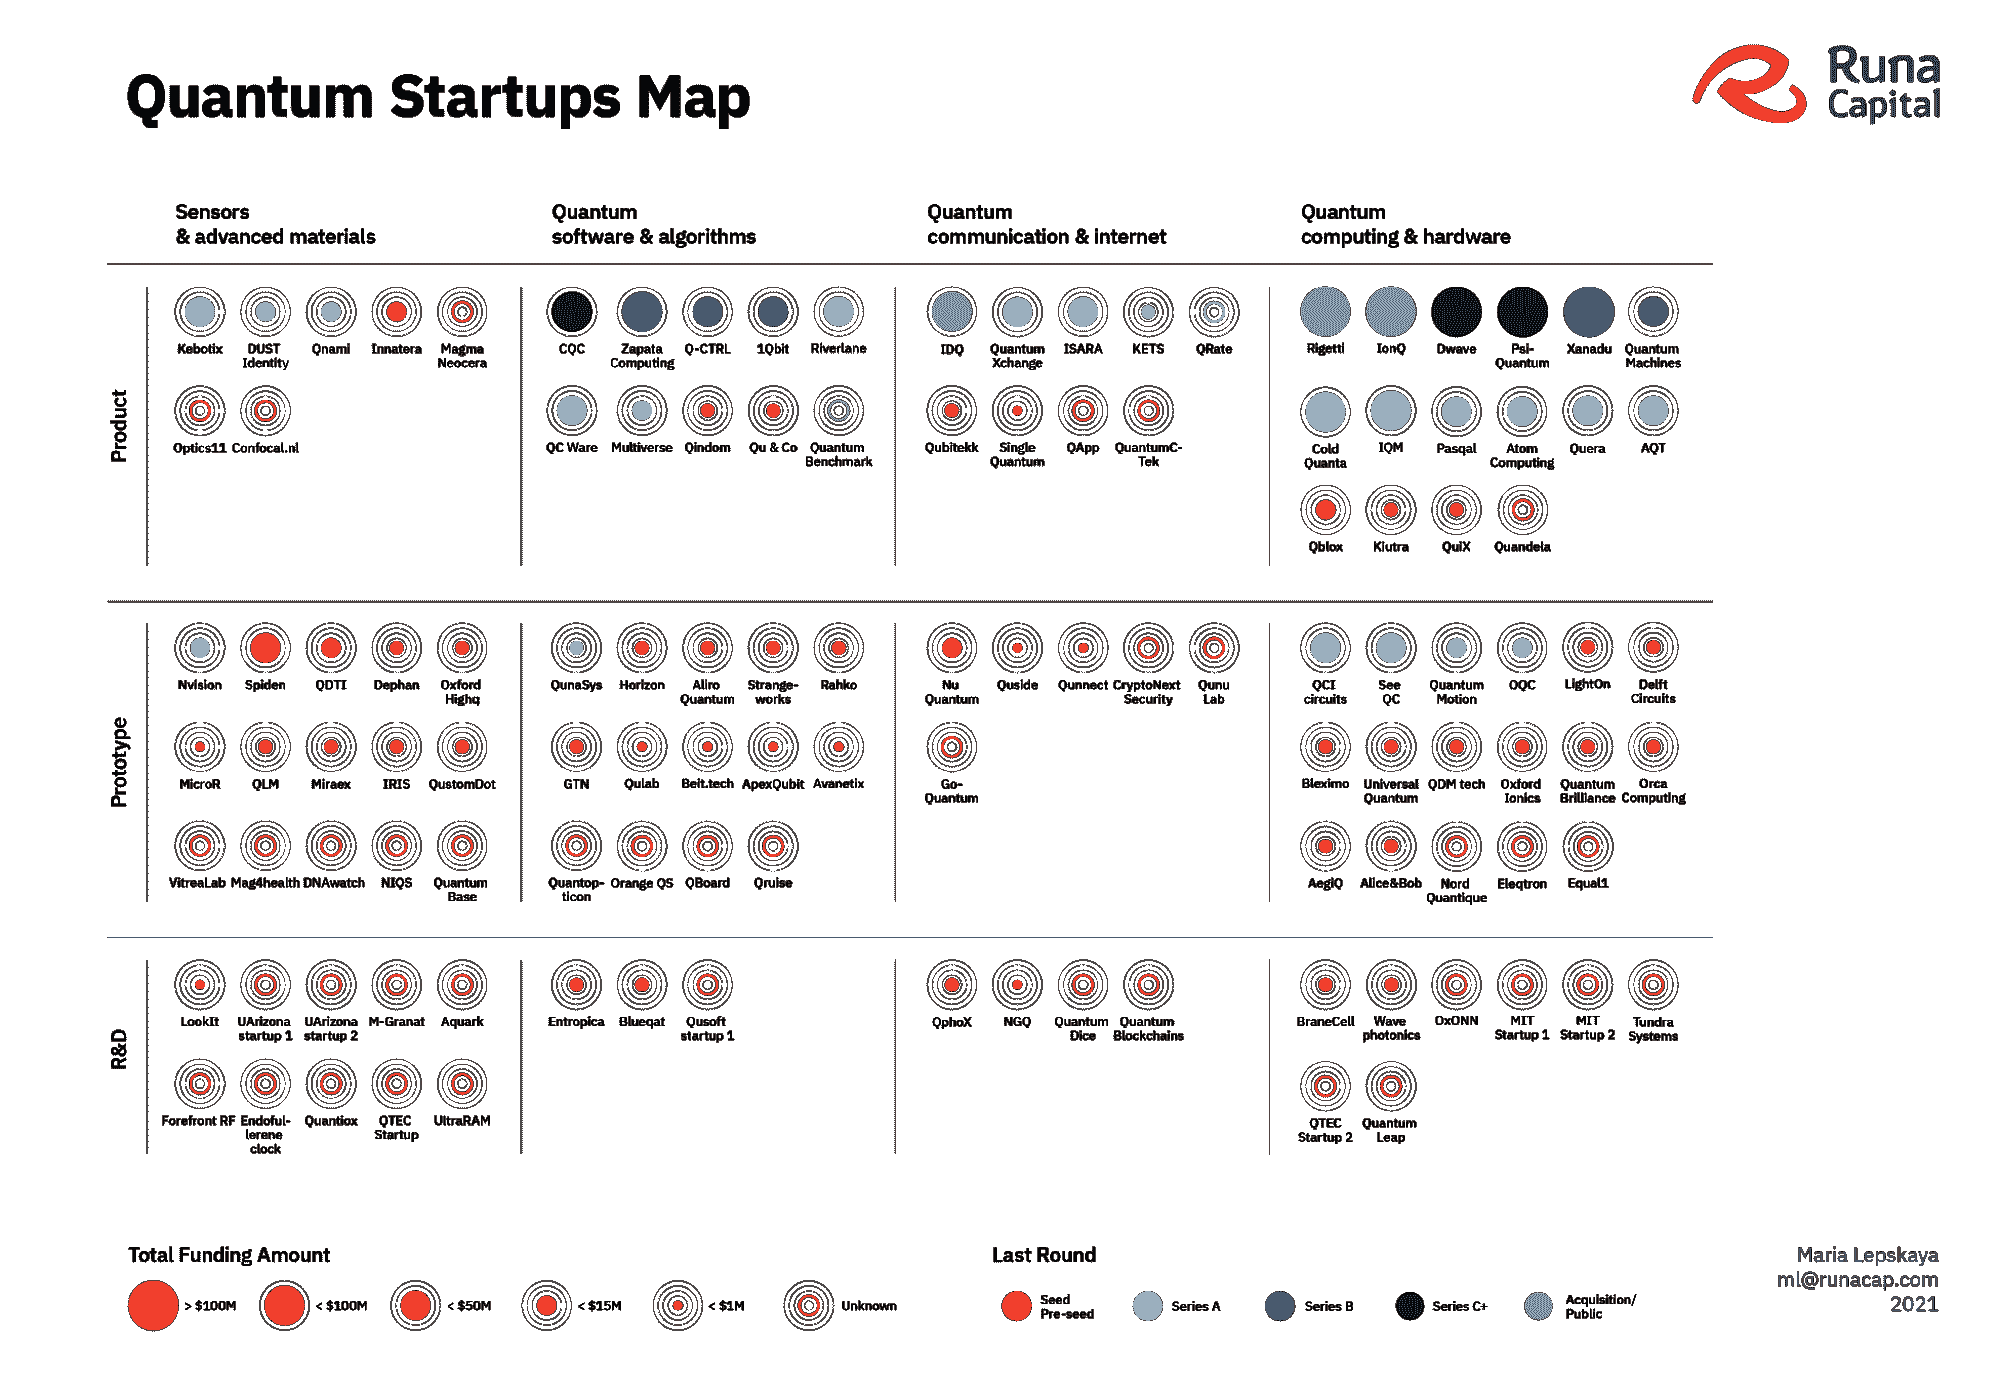 Quantum Startups Map
Runa
Capital
Sensors
& advanced materials
Quantum
software & algorithms
Quantum
communication & internet
Quantum
computing & hardware
Product
Kebotix
DUST
Identity
Qnami
Innatera
Magma
Neocera
Optics11
Confocal.nl
CQC
Zapata
Computing
Q-CTRL
1Qbit
Riverlane
QC Ware
Multiverse
Qindom
Qu & Co
Quantum
Benchmark
IDQ
Quantum
Xchange
ISARA
KETS
QRate
Qubitekk
Single
Quantum
QApp
QuantumC-
Tek
Rigetti
IonQ
Dwave
Psi-
Quantum
Xanadu
Quantum
Machines
Cold
Quanta
IQM
Pasqal
Atom
Computing
Quera
AQT
Qblox
Kiutra
QuiX
Quandela
Prototype
Nvision
Spiden
QDTI
Dephan
Oxford
Highq
MicroR
QLM
Miraex
IRIS
QustomDot
VitreaLab
Mag4health
DNAwatch
NIQS
Quantum
Base
QunaSys
Horizon
Aliro
Quantum
Strange-
works
Rahko
GTN
Qulab
Beit.tech
ApexQubit
Avanetix
Quantop-
ticon
Orange QS
QBoard
Qruise
Nu
Quantum
Quside
Qunnect
CryptoNext
Security
Qunu
Lab
Go-
Quantum
QCI
circuits
See
QC
Quantum
Motion
OQC
LightOn
Delft
Circuits
Bleximo
Universal
Quantum
QDM tech
Oxford
Ionics
Quantum
Brilliance
Orca
Computing
AegiQ
Alice&Bob
Nord
Quantique
Eleqtron
Equal1
R&D
LookIt
UArizona
startup 1
UArizona
startup 2
M-Granat
Aquark
Forefront RF
Endoful-
lerene
clock
Quantiox
QTEC
Startup
UltraRAM
Entropica
Blueqat
Qusoft
startup 1
QphoX
NGQ
Quantum
Dice
Quantum
Blockchains
BraneCell
Wave
photonics
OxONN
MIT
Startup 1
MIT
Startup 2
Tundra
Systems
QTEC
Startup 2
Quantum
Leap
Total Funding Amount
> $100M
< $100M
< $50M
< $15M
< $1M
Unknown
Last Round
Seed
Pre-seed
Series A
Series B
Series C+
Acquisition/
Public
Maria Lepskaya
ml@runacap.com
2021